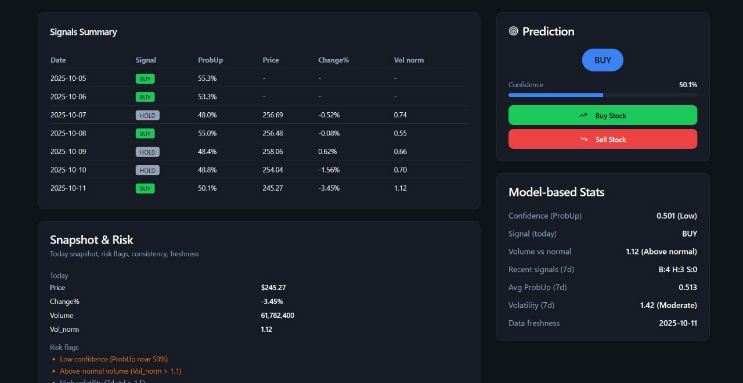 Signals Summary
Date Signal ProbUp Price Change% Vol norm
2025-10-05 BUY 55.3% - - -
2025-10-06 BUY 53.3% - - -
2025-10-07 HOLD 48.0% 256.69 -0.52% 0.74
2025-10-08 BUY 55.0% 256.48 -0.08% 0.55
2025-10-09 HOLD 48.4% 258.06 0.62% 0.66
2025-10-10 HOLD 48.8% 254.04 -1.56% 0.70
2025-10-11 BUY 50.1% 245.27 -3.45% 1.12
Snapshot & Risk
Today snapshot, risk flags, consistency, freshness
Today
Price $245.27
Change% -3.45%
Volume 61,782,400
Vol_norm 1.12
Risk flags
• Low confidence (ProbUp near 50%)
• Above-normal volume (Vol_norm > 1.1)
• High volatility (7d std > 1.5)
Prediction
BUY
Confidence 50.1%
Buy Stock
Sell Stock
Model-based Stats
Confidence (ProbUp) 0.501 (Low)
Signal (today) BUY
Volume vs normal 1.12 (Above normal)
Recent signals (7d) B:4 H:3 S:0
Avg ProbUp (7d) 0.513
Volatility (7d) 1.42 (Moderate)
Data freshness 2025-10-11